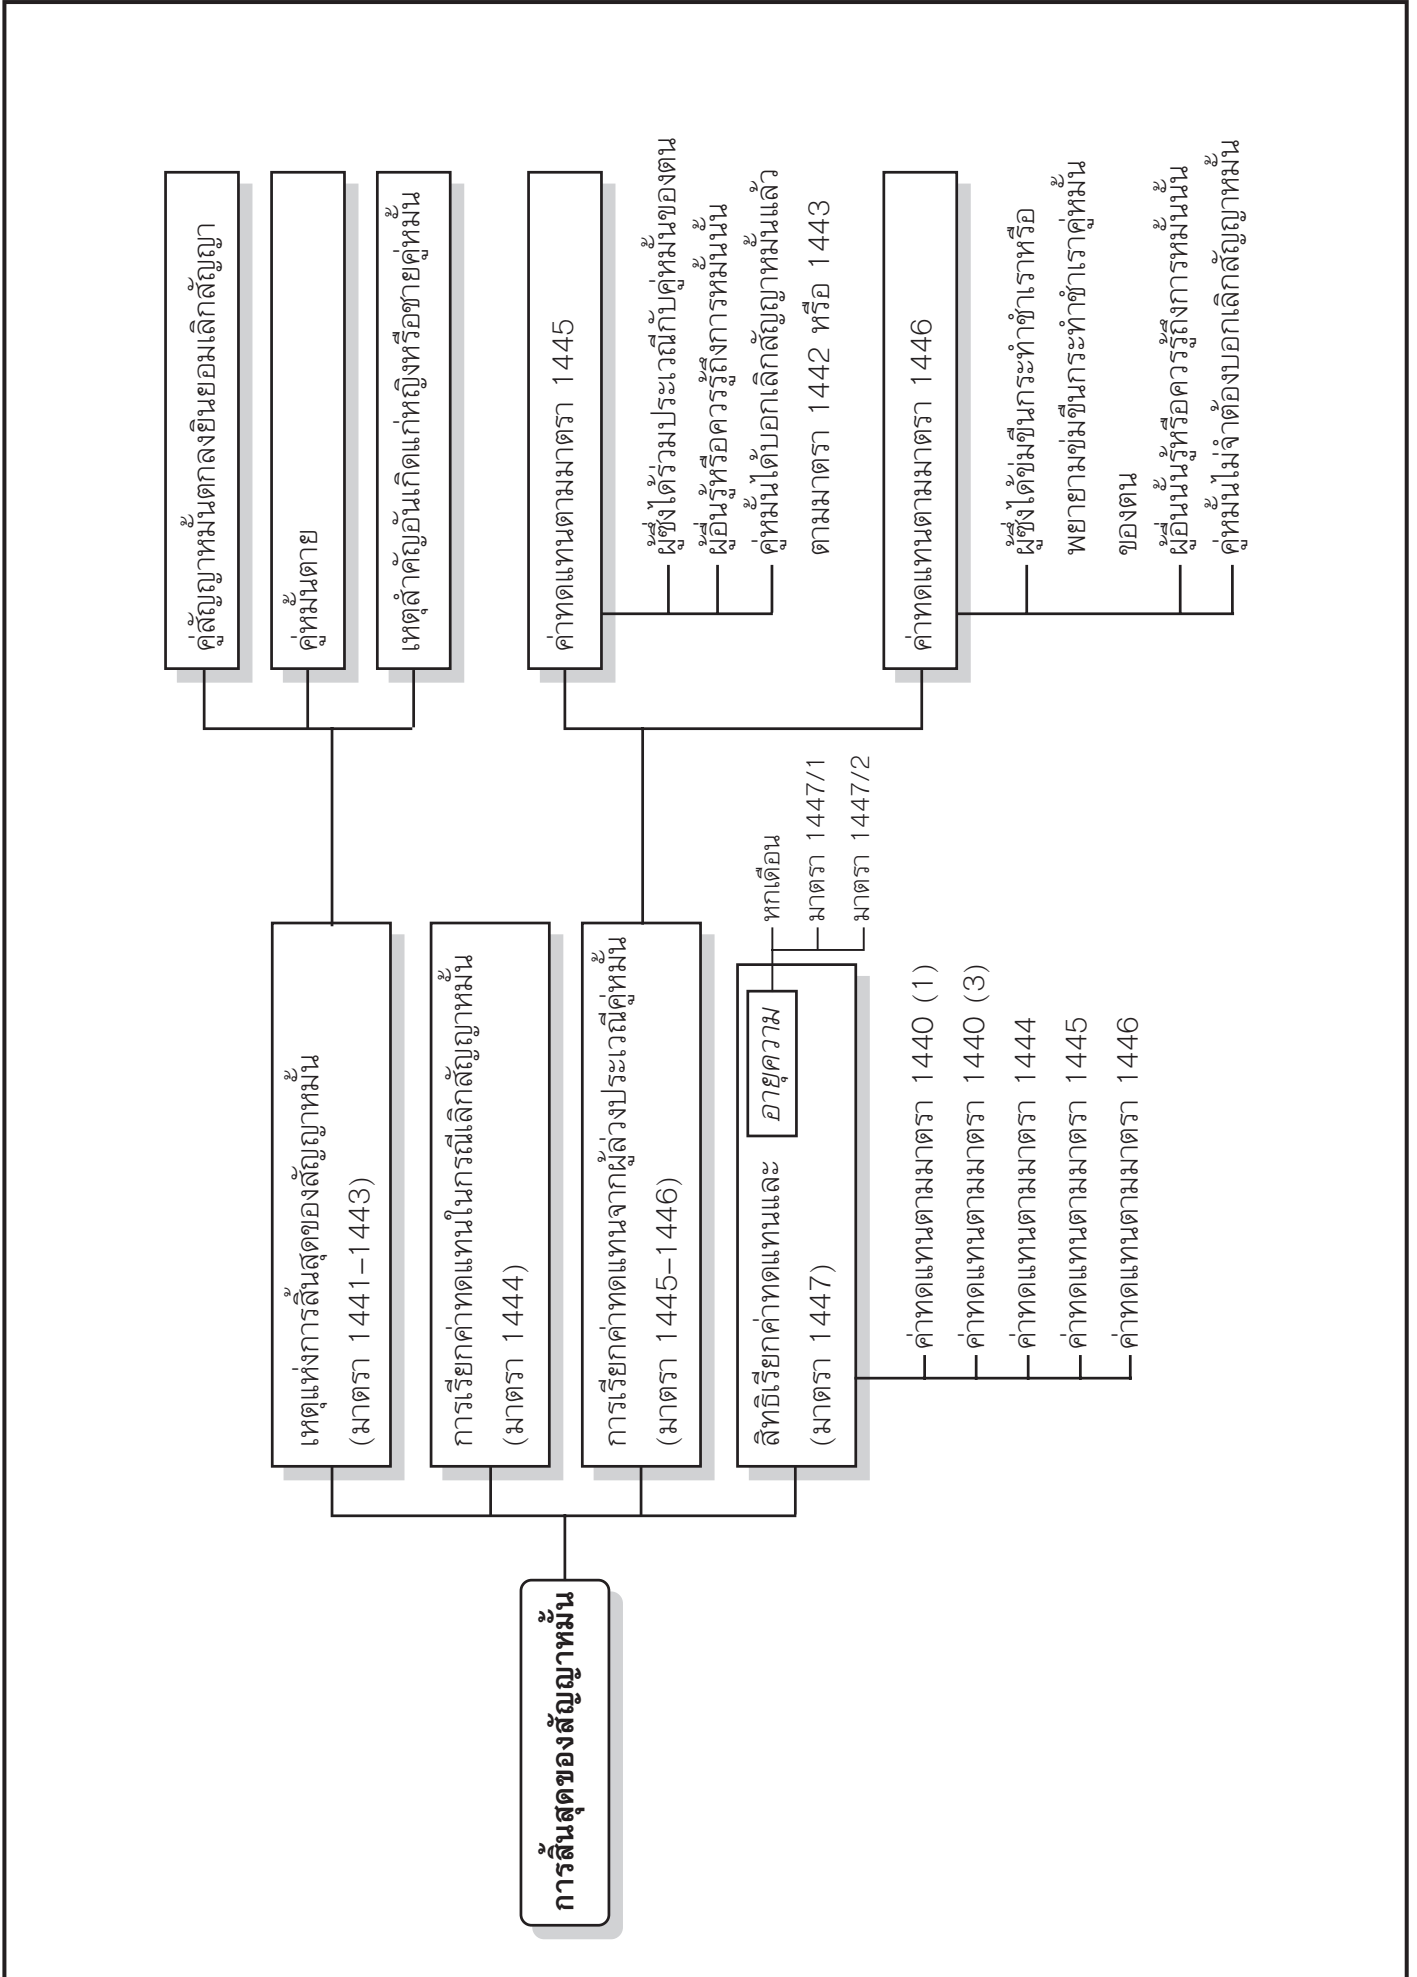 การสิ้นสุดของสัญญาหมั้น
เหตุแห่งการสิ้นสุดของสัญญาหมั้น
(มาตรา 1441-1443)
คู่สัญญาหมั้นตกลงยินยอมเลิกสัญญา
คู่หมั้นตาย
เหตุสำคัญอันเกิดแก่หญิงหรือชายคู่หมั้น
การเรียกค่าทดแทนในกรณีเลิกสัญญาหมั้น
(มาตรา 1444)
การเรียกค่าทดแทนจากผู้ล่วงประเวณีคู่หมั้น
(มาตรา 1445-1446)
ค่าทดแทนตามมาตรา 1445
ผู้ซึ่งได้ร่วมประเวณีกับคู่หมั้นของตน
ผู้อื่นรู้หรือควรรู้ถึงการหมั้นนั้น
คู่หมั้นได้บอกเลิกสัญญาหมั้นแล้ว
ตามมาตรา 1442 หรือ 1443
ค่าทดแทนตามมาตรา 1446
ผู้ซึ่งได้ข่มขืนกระทำชำเราหรือ
พยายามข่มขืนกระทำชำเราคู่หมั้น
ของตน
ผู้อื่นนั้นรู้หรือควรรู้ถึงการหมั้นนั้น
คู่หมั้นไม่จำต้องบอกเลิกสัญญาหมั้น
สิทธิเรียกค่าทดแทนและ อายุความ
(มาตรา 1447)
หกเดือน
มาตรา 1447/1
มาตรา 1447/2
ค่าทดแทนตามมาตรา 1440 (1)
ค่าทดแทนตามมาตรา 1440 (3)
ค่าทดแทนตามมาตรา 1444
ค่าทดแทนตามมาตรา 1445
ค่าทดแทนตามมาตรา 1446